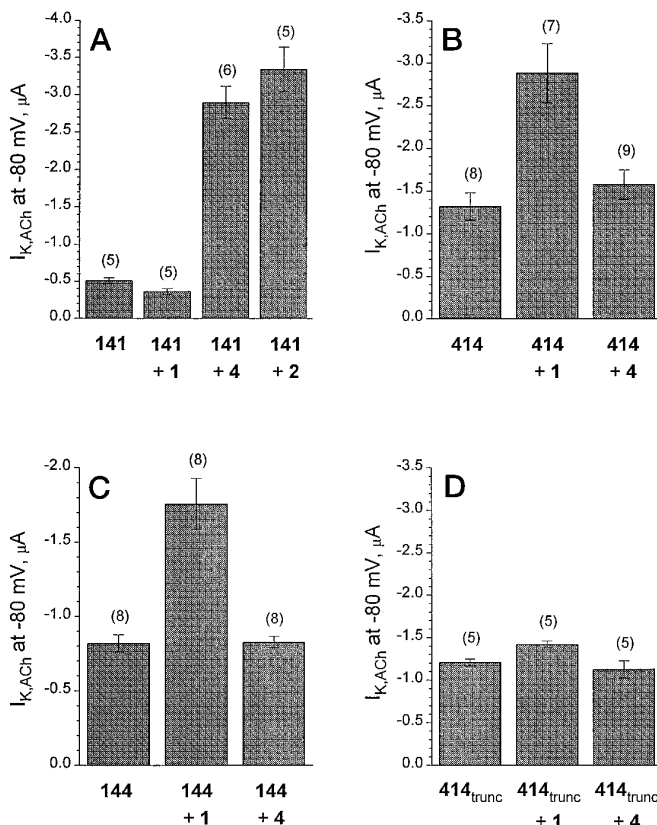 A
I_K,ACh at -80 mV, μA
-4.0
-3.5
-3.0
-2.5
-2.0
-1.5
-1.0
-0.5
0.0
(5)
(5)
(6)
(5)
141 141 141 141
+ 1 + 4 + 2
B
I_K,ACh at -80 mV, μA
-3.5
-3.0
-2.5
-2.0
-1.5
-1.0
-0.5
0.0
(8)
(7)
(9)
414 414 414
+ 1 + 4
C
I_K,ACh at -80 mV, μA
-2.0
-1.5
-1.0
-0.5
0.0
(8)
(8)
(8)
144 144 144
+ 1 + 4
D
I_K,ACh at -80 mV, μA
-3.5
-3.0
-2.5
-2.0
-1.5
-1.0
-0.5
0.0
(5)
(5)
(5)
414trunc 414trunc 414trunc
+ 1 + 4